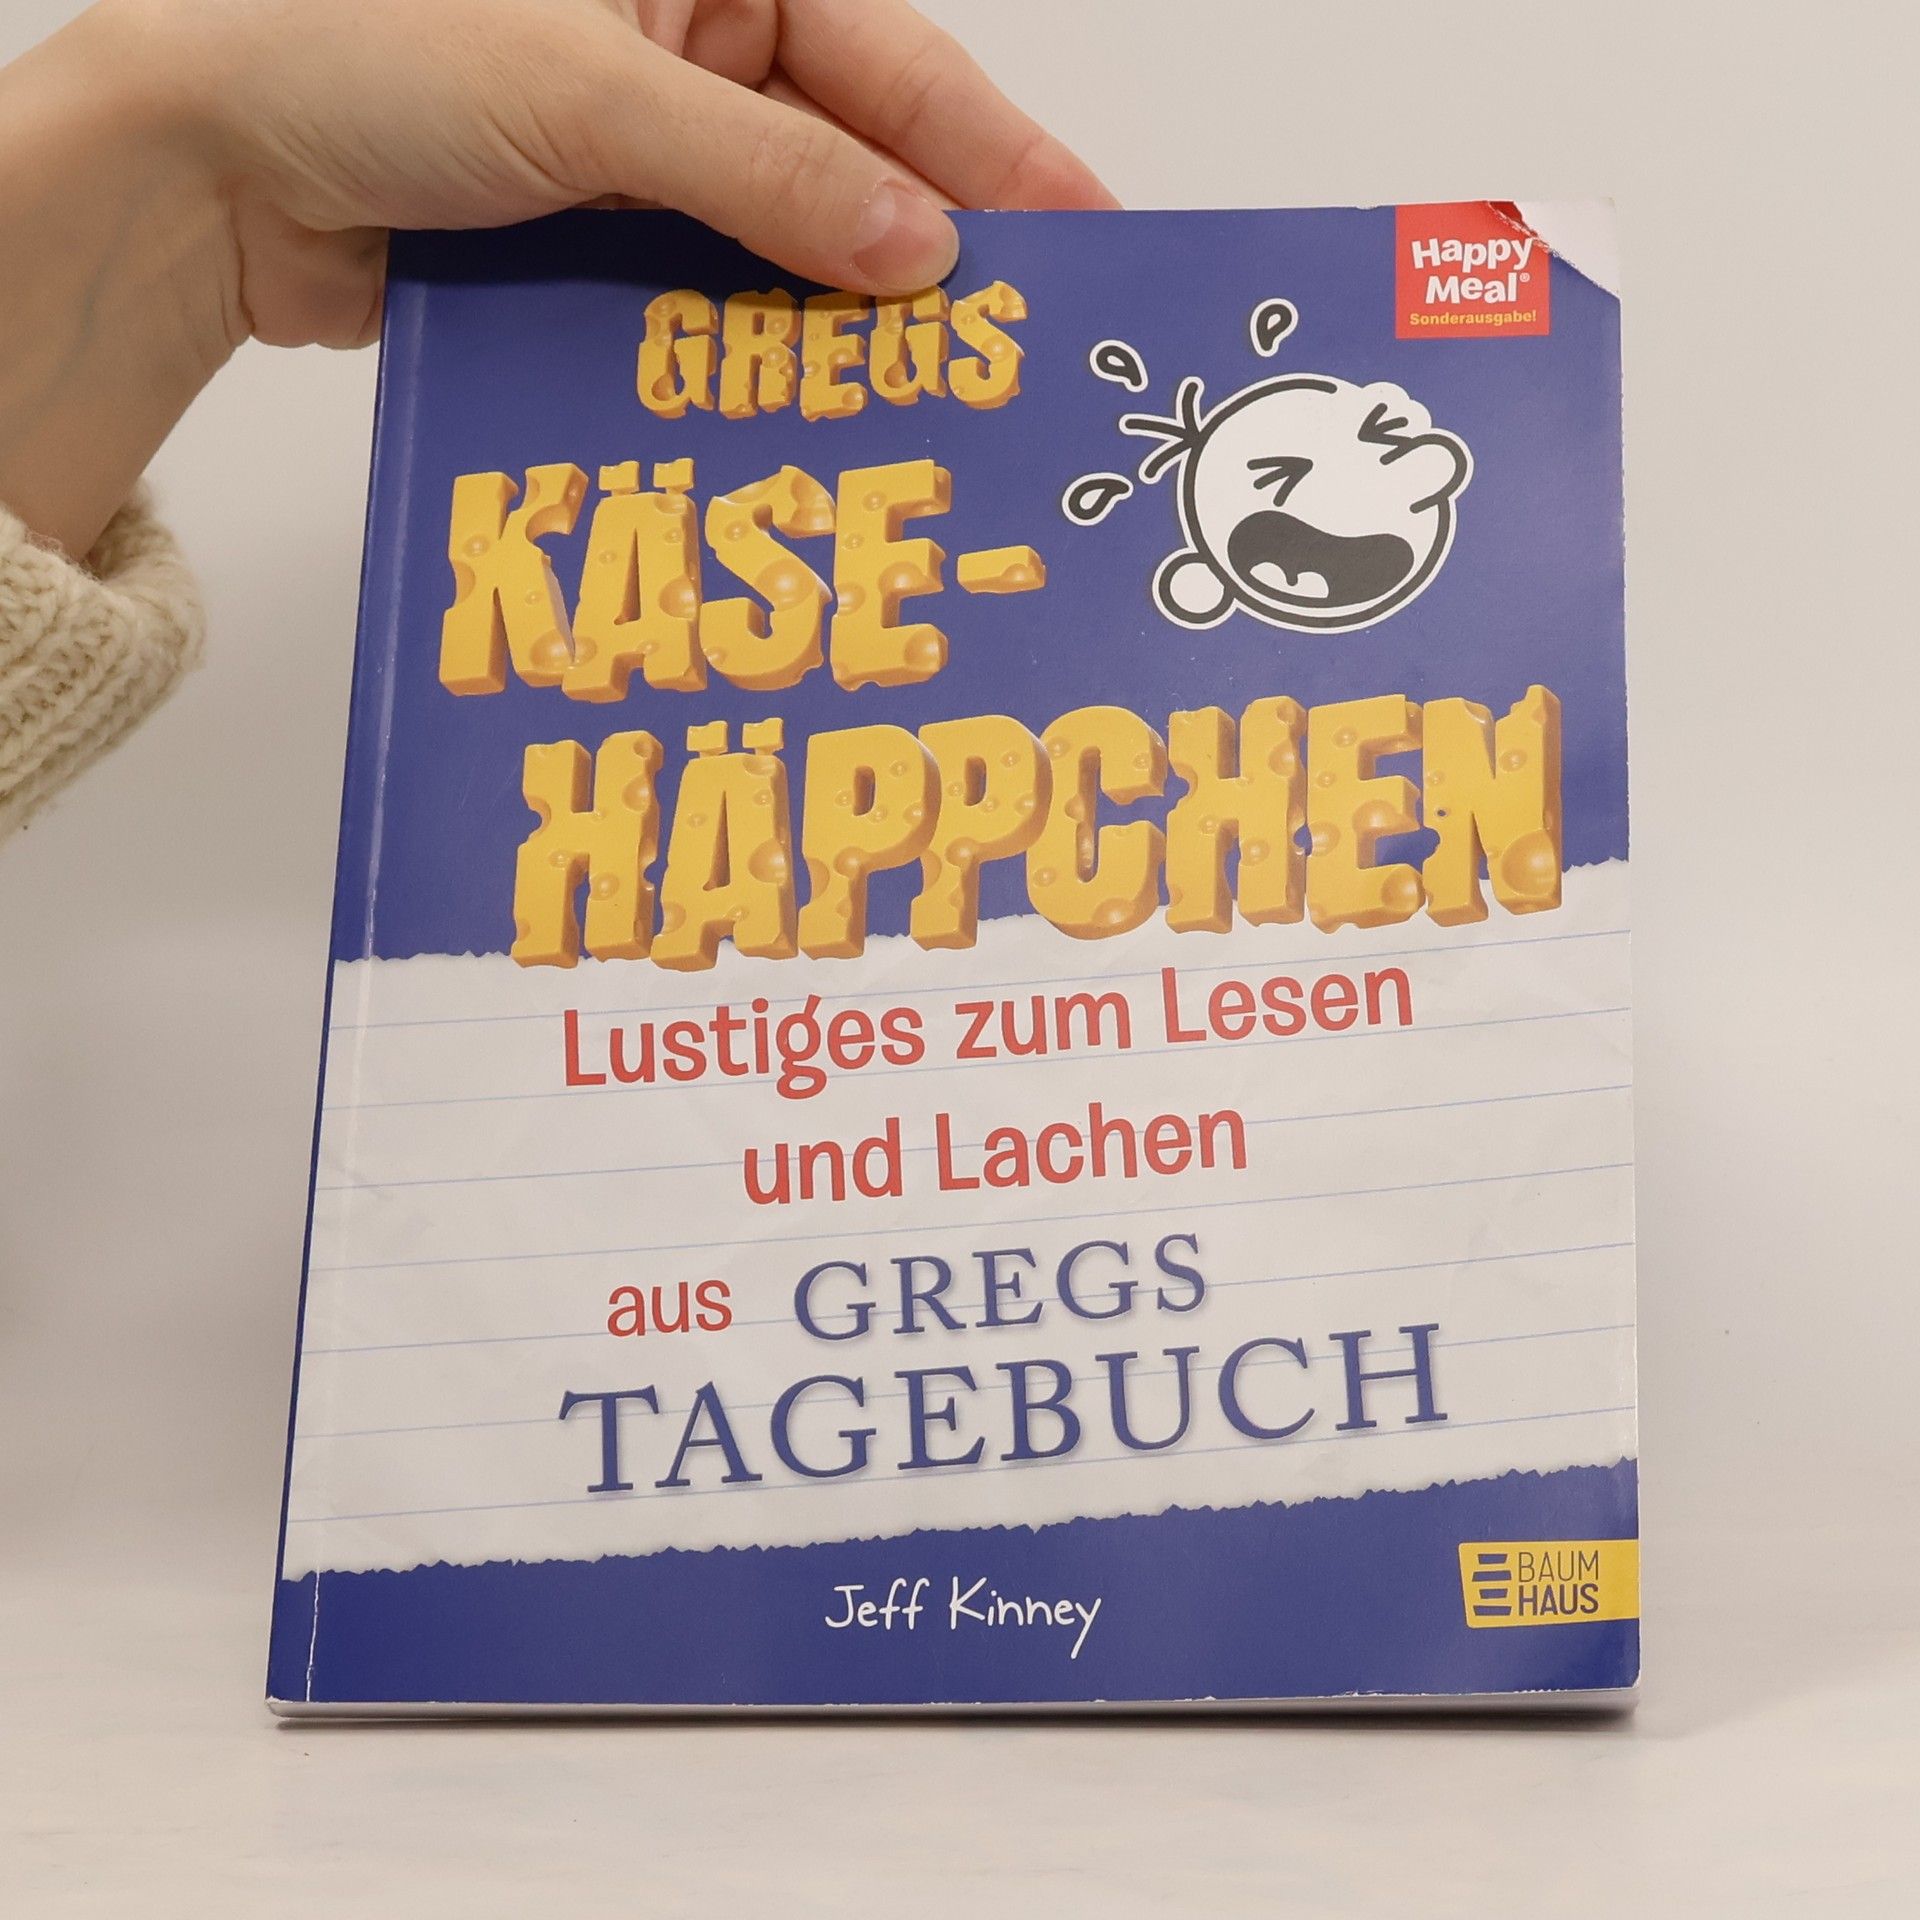 Happy
Meal®
Sonderausgabe!
GREGS
KÄSE-
HÄPPCHEN
Lustiges zum Lesen
und Lachen
aus GREGS
TAGEBUCH
Jeff Kinney
BAUM
HAUS